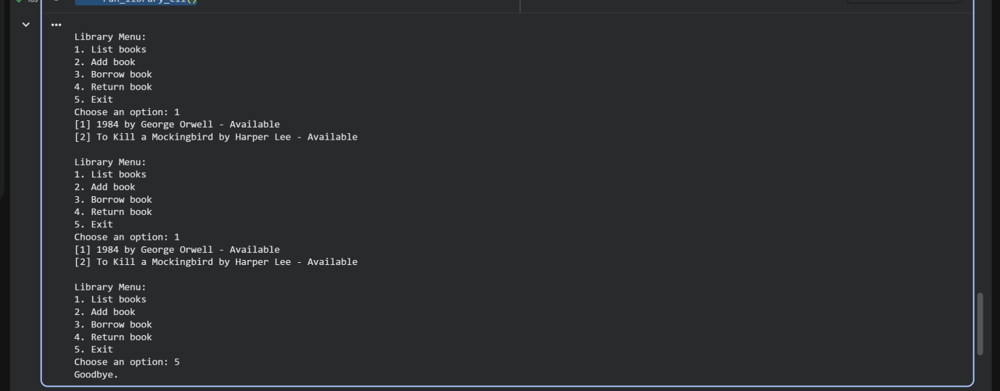 run_library_cli()
Library Menu:
1. List books
2. Add book
3. Borrow book
4. Return book
5. Exit
Choose an option: 1
[1] 1984 by George Orwell - Available
[2] To Kill a Mockingbird by Harper Lee - Available
Library Menu:
1. List books
2. Add book
3. Borrow book
4. Return book
5. Exit
Choose an option: 1
[1] 1984 by George Orwell - Available
[2] To Kill a Mockingbird by Harper Lee - Available
Library Menu:
1. List books
2. Add book
3. Borrow book
4. Return book
5. Exit
Choose an option: 5
Goodbye.